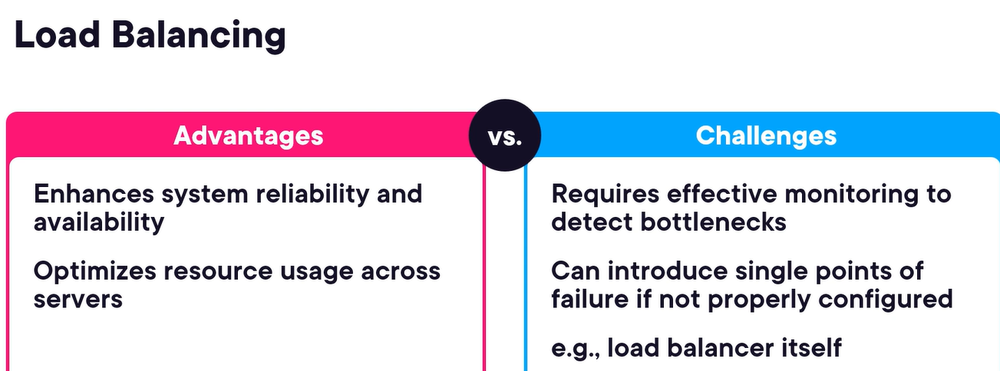 Load Balancing
Advantages
vs.
Challenges
Enhances system reliability and
availability
Optimizes resource usage across
servers
Requires effective monitoring to
detect bottlenecks
Can introduce single points of
failure if not properly configured
e.g., load balancer itself